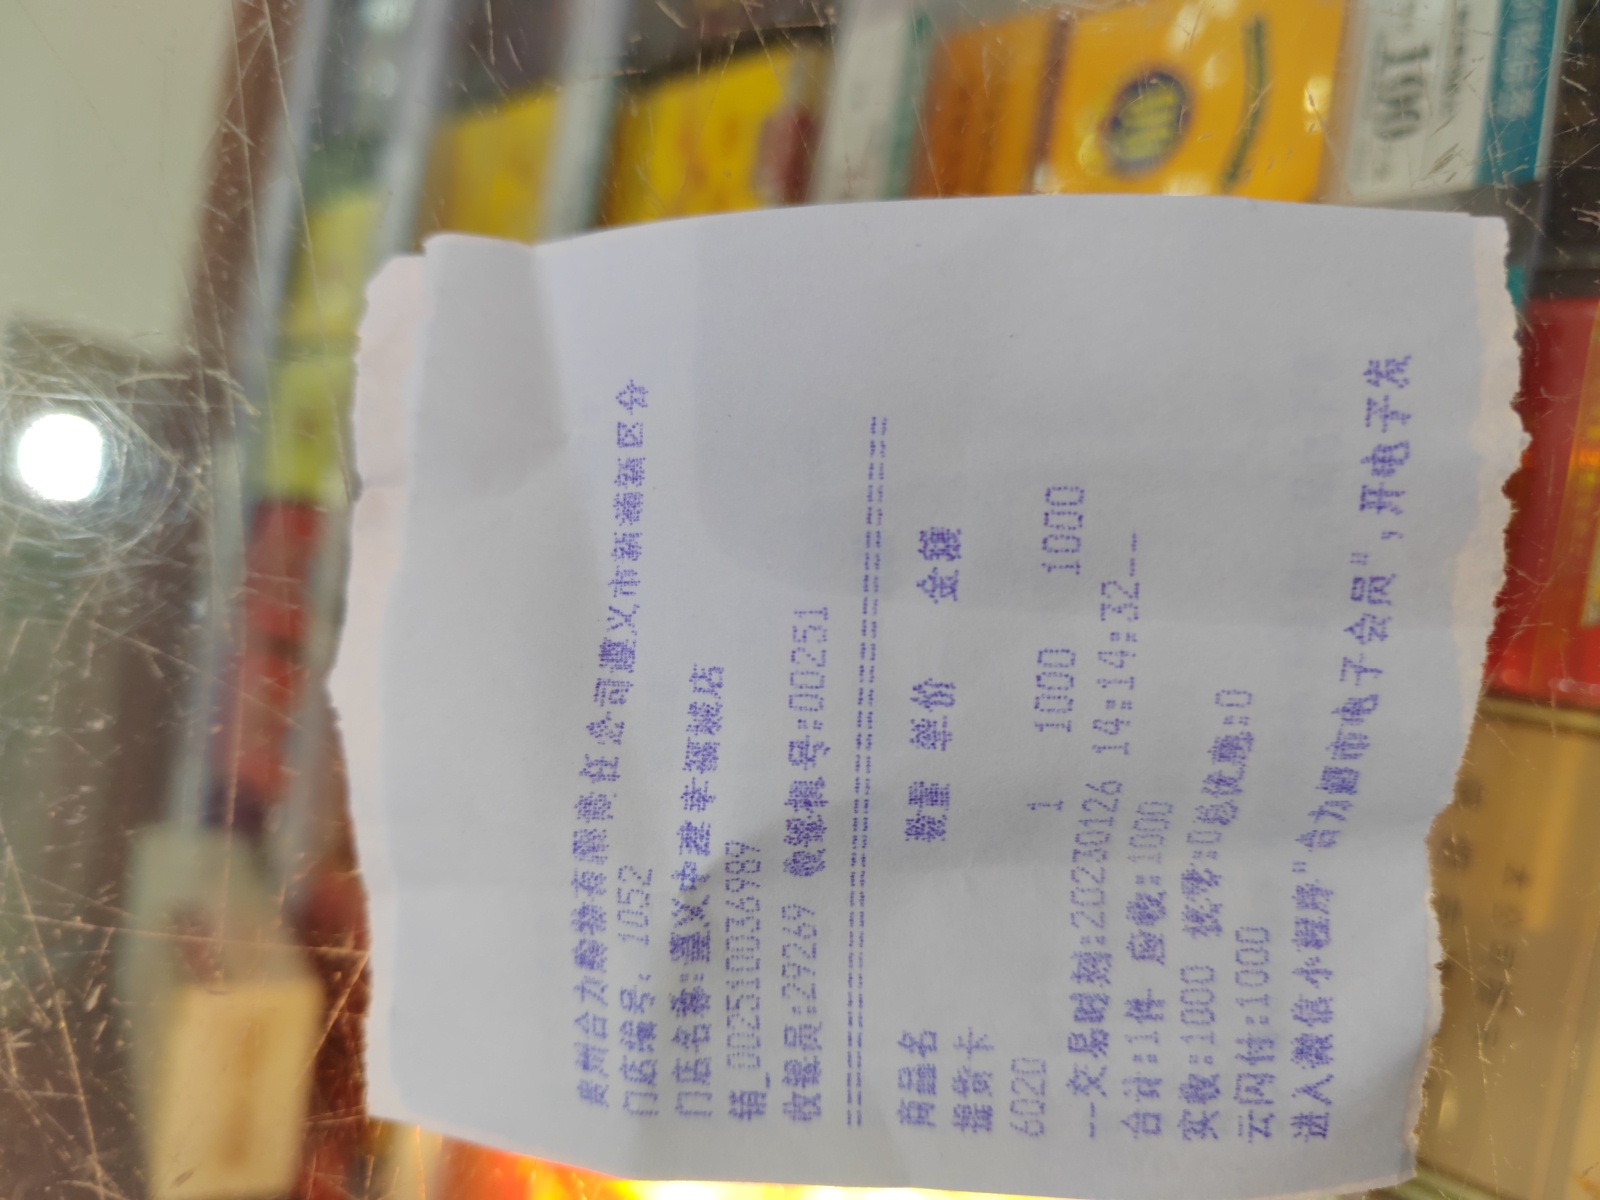 贵州合力购物有限责任公司遵义市新蒲新区分
门店编号: 1052
门店名称:遵义中建幸福城店
销_0025100036989
收银员:29269 收银机号:00251
商品名 数量 单价 金额
提货卡
6020 1 1000 1000
--交易时刻:20230126 14:14:32---
合计:1件 应收:1000
实收:1000 找零:0总优惠:0
云闪付:1000
进入微信小程序"合力超市电子会员",开电子发
100